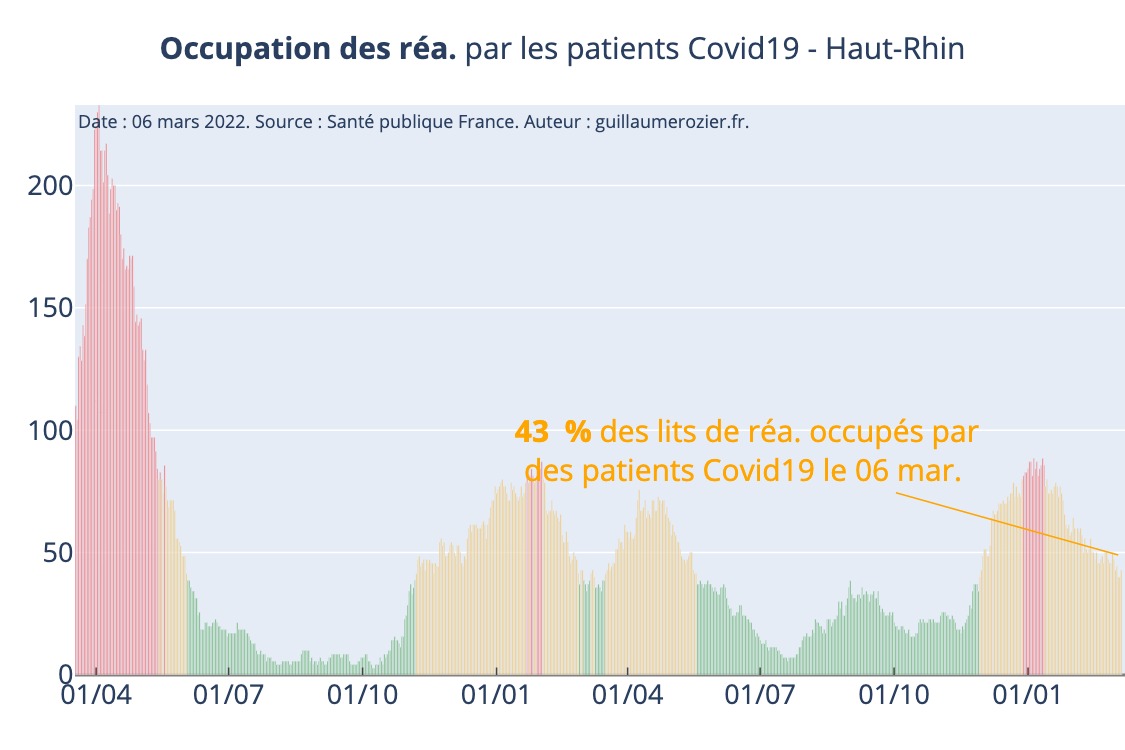 Occupation des réa. par les patients Covid19 - Haut-Rhin
Date : 06 mars 2022. Source : Santé publique France. Auteur : guillaumerozier.fr.
200
150
100
50
0
43 % des lits de réa. occupés par
des patients Covid19 le 06 mar.
01/04 01/07 01/10 01/01 01/04 01/07 01/10 01/01